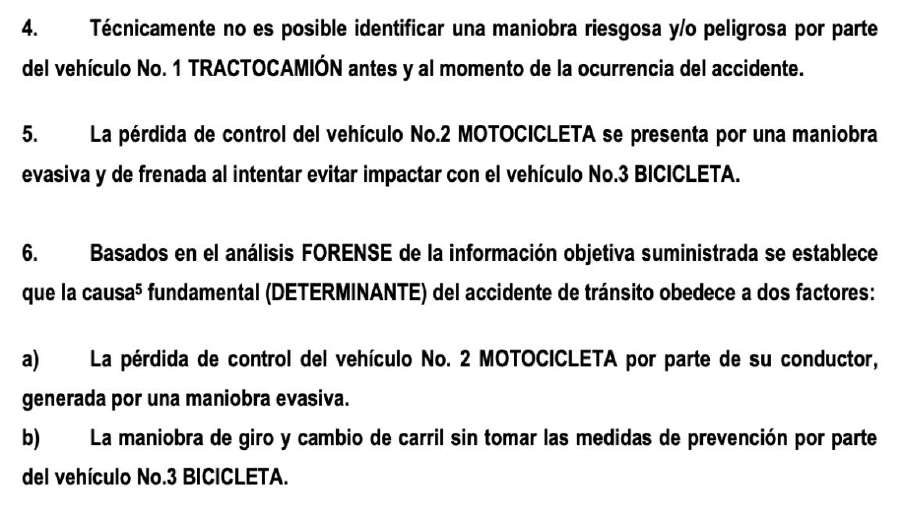 4. Técnicamente no es posible identificar una maniobra riesgosa y/o peligrosa por parte
del vehículo No. 1 TRACTOCAMIÓN antes y al momento de la ocurrencia del accidente.
5. La pérdida de control del vehículo No.2 MOTOCICLETA se presenta por una maniobra
evasiva y de frenada al intentar evitar impactar con el vehículo No.3 BICICLETA.
6. Basados en el análisis FORENSE de la información objetiva suministrada se establece
que la causa⁵ fundamental (DETERMINANTE) del accidente de tránsito obedece a dos factores:
a) La pérdida de control del vehículo No. 2 MOTOCICLETA por parte de su conductor,
generada por una maniobra evasiva.
b) La maniobra de giro y cambio de carril sin tomar las medidas de prevención por parte
del vehículo No.3 BICICLETA.